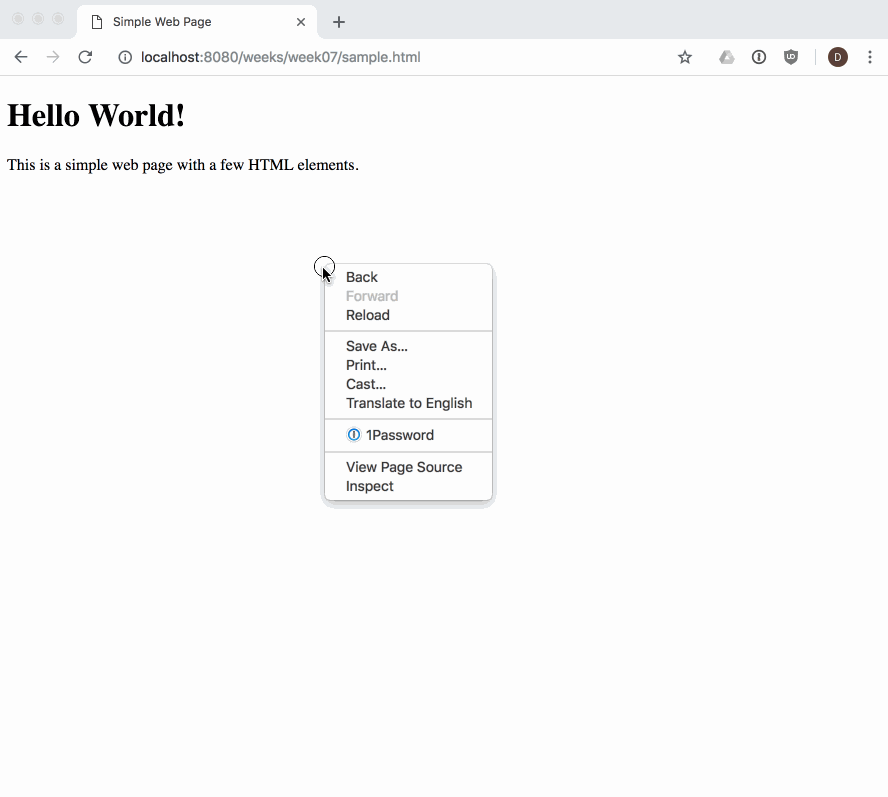 Simple Web Page
localhost:8080/weeks/week07/sample.html
D
Hello World!
This is a simple web page with a few HTML elements.
Back
Forward
Reload
Save As...
Print...
Cast...
Translate to English
1Password
View Page Source
Inspect